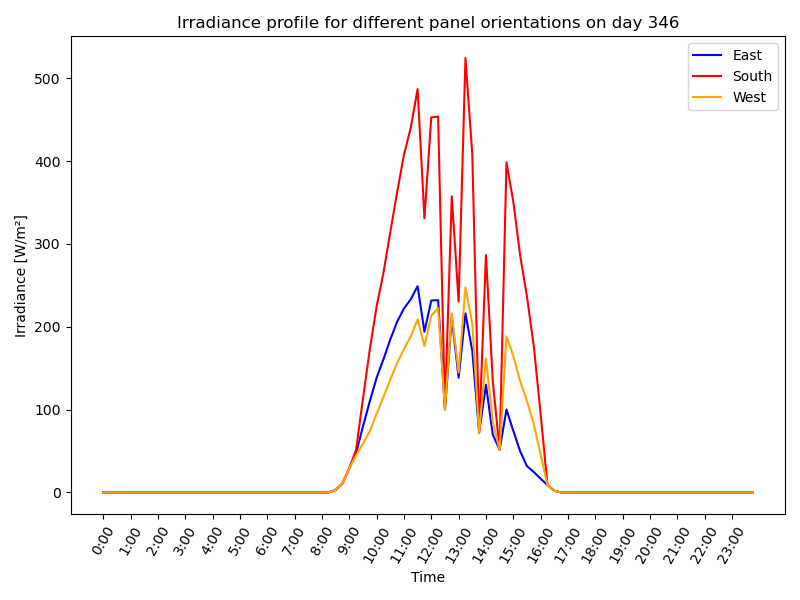 Irradiance profile for different panel orientations on day 346
East
South
West
Irradiance [W/m²]
500
400
300
200
100
0
0:00 1:00 2:00 3:00 4:00 5:00 6:00 7:00 8:00 9:00 10:00 11:00 12:00 13:00 14:00 15:00 16:00 17:00 18:00 19:00 20:00 21:00 22:00 23:00
Time